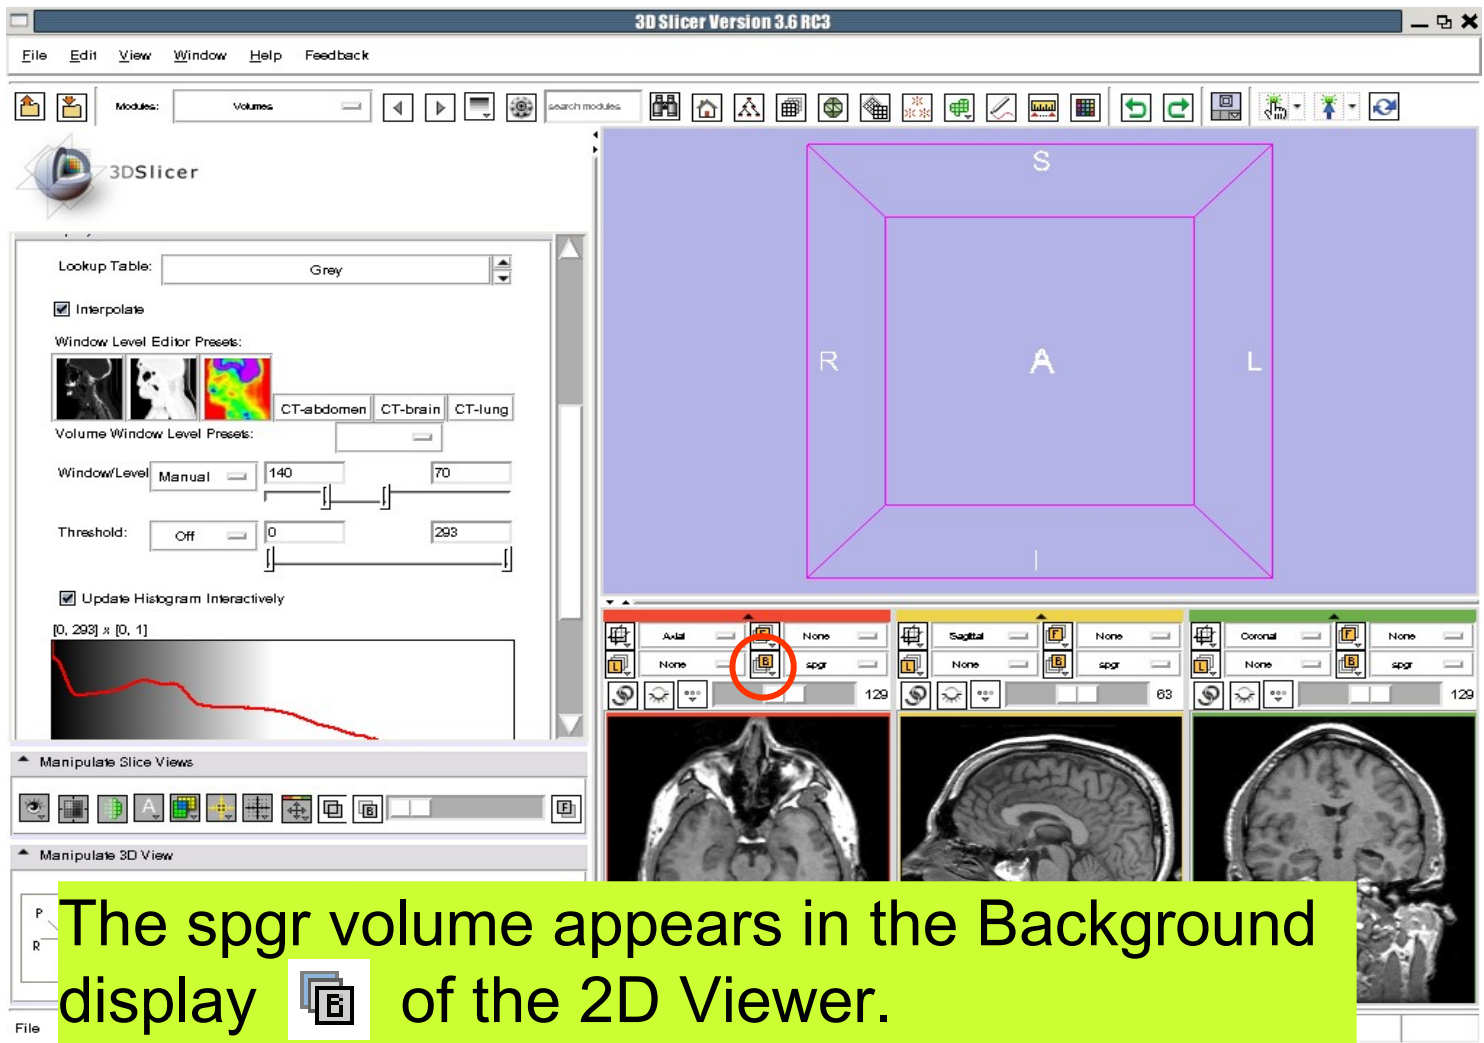 3D Slicer Version 3.6 RC3
File Edit View Window Help Feedback
Modules: Volumes search modules
3DSlicer
S
R A L
I
Lookup Table: Grey
Interpolate
Window Level Editor Presets:
CT-abdomen CT-brain CT-lung
Volume Window Level Presets:
Window/Level Manual 140 70
Threshold: Off 0 293
Update Histogram Interactively
[0, 293] x [0, 1]
Axial F None Sagittal F None Coronal F None
L None B spgr L None B spgr L None B spgr
129 63 129
Manipulate Slice Views
A B F
Manipulate 3D View
P
R
The spgr volume appears in the Background
display B of the 2D Viewer.
File